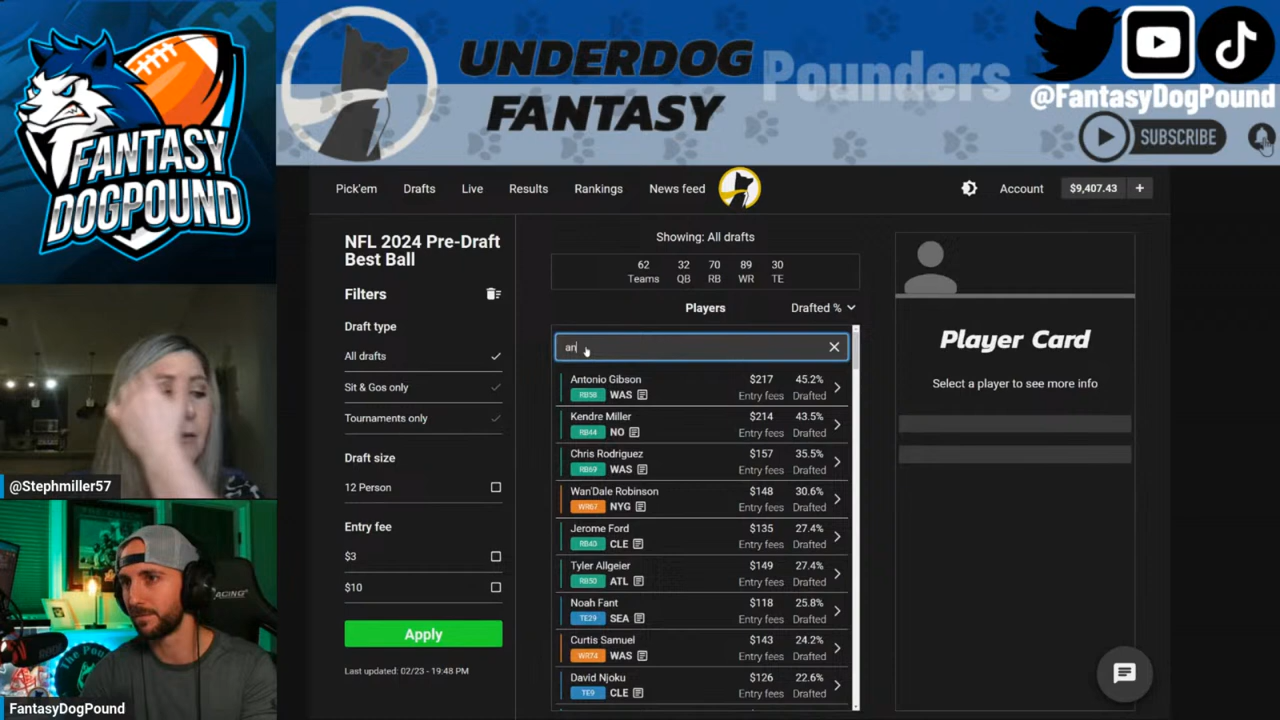 FANTASY
DOGPOUND
UNDERDOG
FANTASY
Pounders
@FantasyDogPound
SUBSCRIBE
Pick'em Drafts Live Results Rankings News feed Account $9,407.43 +
NFL 2024 Pre-Draft
Best Ball
Filters
Draft type
All drafts
Sit & Gos only
Tournaments only
Draft size
12 Person
Entry fee
$3
$10
Apply
Last updated: 02/23 - 19:48 PM
Showing: All drafts
62 32 70 89 30
Teams QB RB WR TE
Players Drafted %
an
Antonio Gibson $217 45.2%
RB58 WAS Entry fees Drafted
Kendre Miller $214 43.5%
RB44 NO Entry fees Drafted
Chris Rodriguez $157 35.5%
RB69 WAS Entry fees Drafted
Wan'Dale Robinson $148 30.6%
WR67 NYG Entry fees Drafted
Jerome Ford $135 27.4%
RB40 CLE Entry fees Drafted
Tyler Allgeier $149 27.4%
RB50 ATL Entry fees Drafted
Noah Fant $118 25.8%
TE29 SEA Entry fees Drafted
Curtis Samuel $143 24.2%
WR74 WAS Entry fees Drafted
David Njoku $126 22.6%
TE9 CLE Entry fees Drafted
Player Card
Select a player to see more info
@Stephmiller57
FantasyDogPound